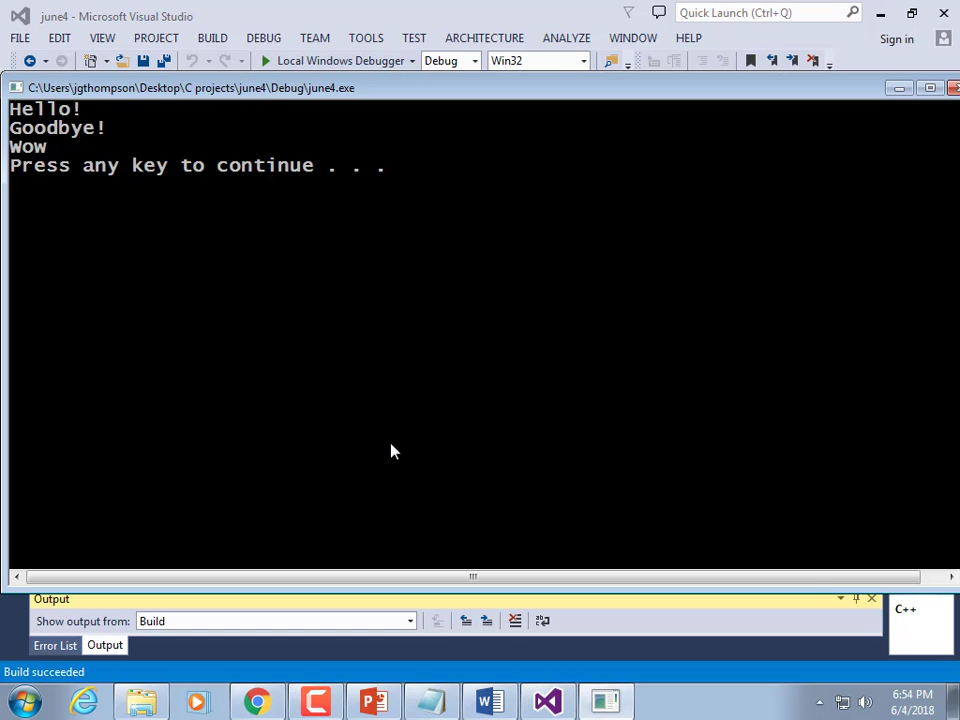 june4 - Microsoft Visual Studio
Quick Launch (Ctrl+Q)
FILE EDIT VIEW PROJECT BUILD DEBUG TEAM TOOLS TEST ARCHITECTURE ANALYZE WINDOW HELP Sign in
Local Windows Debugger Debug Win32
C:\Users\jgthompson\Desktop\C projects\june4\Debug\june4.exe
Hello!
Goodbye!
Wow
Press any key to continue . . .
Output
Show output from: Build
C++
Error List Output
Build succeeded
6:54 PM
6/4/2018